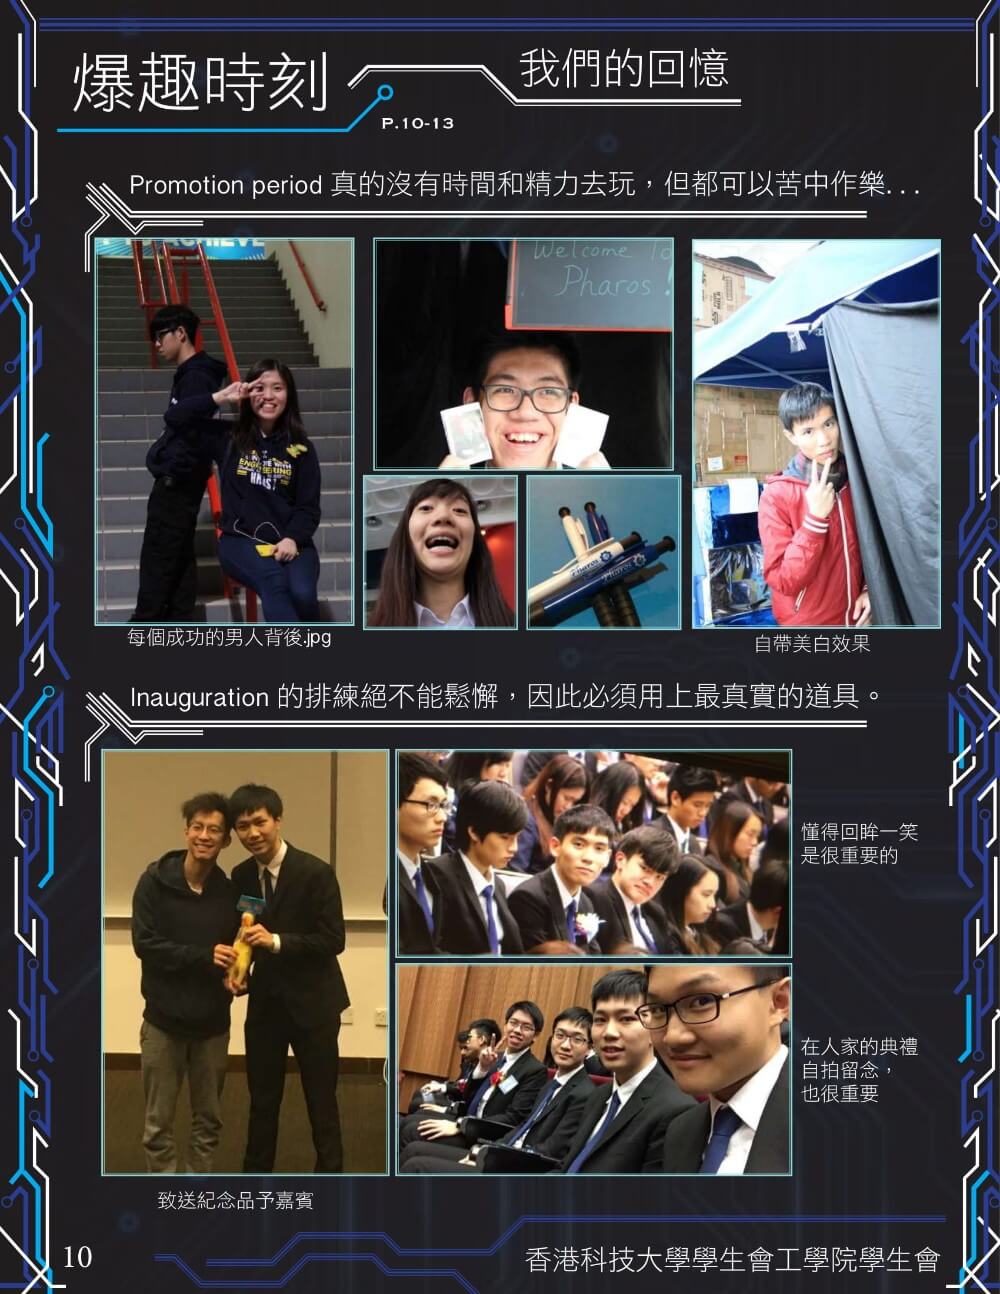 爆趣時刻
我們的回憶
P.10-13
Promotion period 真的沒有時間和精力去玩，但都可以苦中作樂...
Welcome To
Pharos!
ENGINEERING
Pharos
Pharos
每個成功的男人背後.jpg
自帶美白效果
Inauguration 的排練絕不能鬆懈，因此必須用上最真實的道具。
懂得回眸一笑
是很重要的
在人家的典禮
自拍留念，
也很重要
致送紀念品予嘉賓
10
香港科技大學學生會工學院學生會